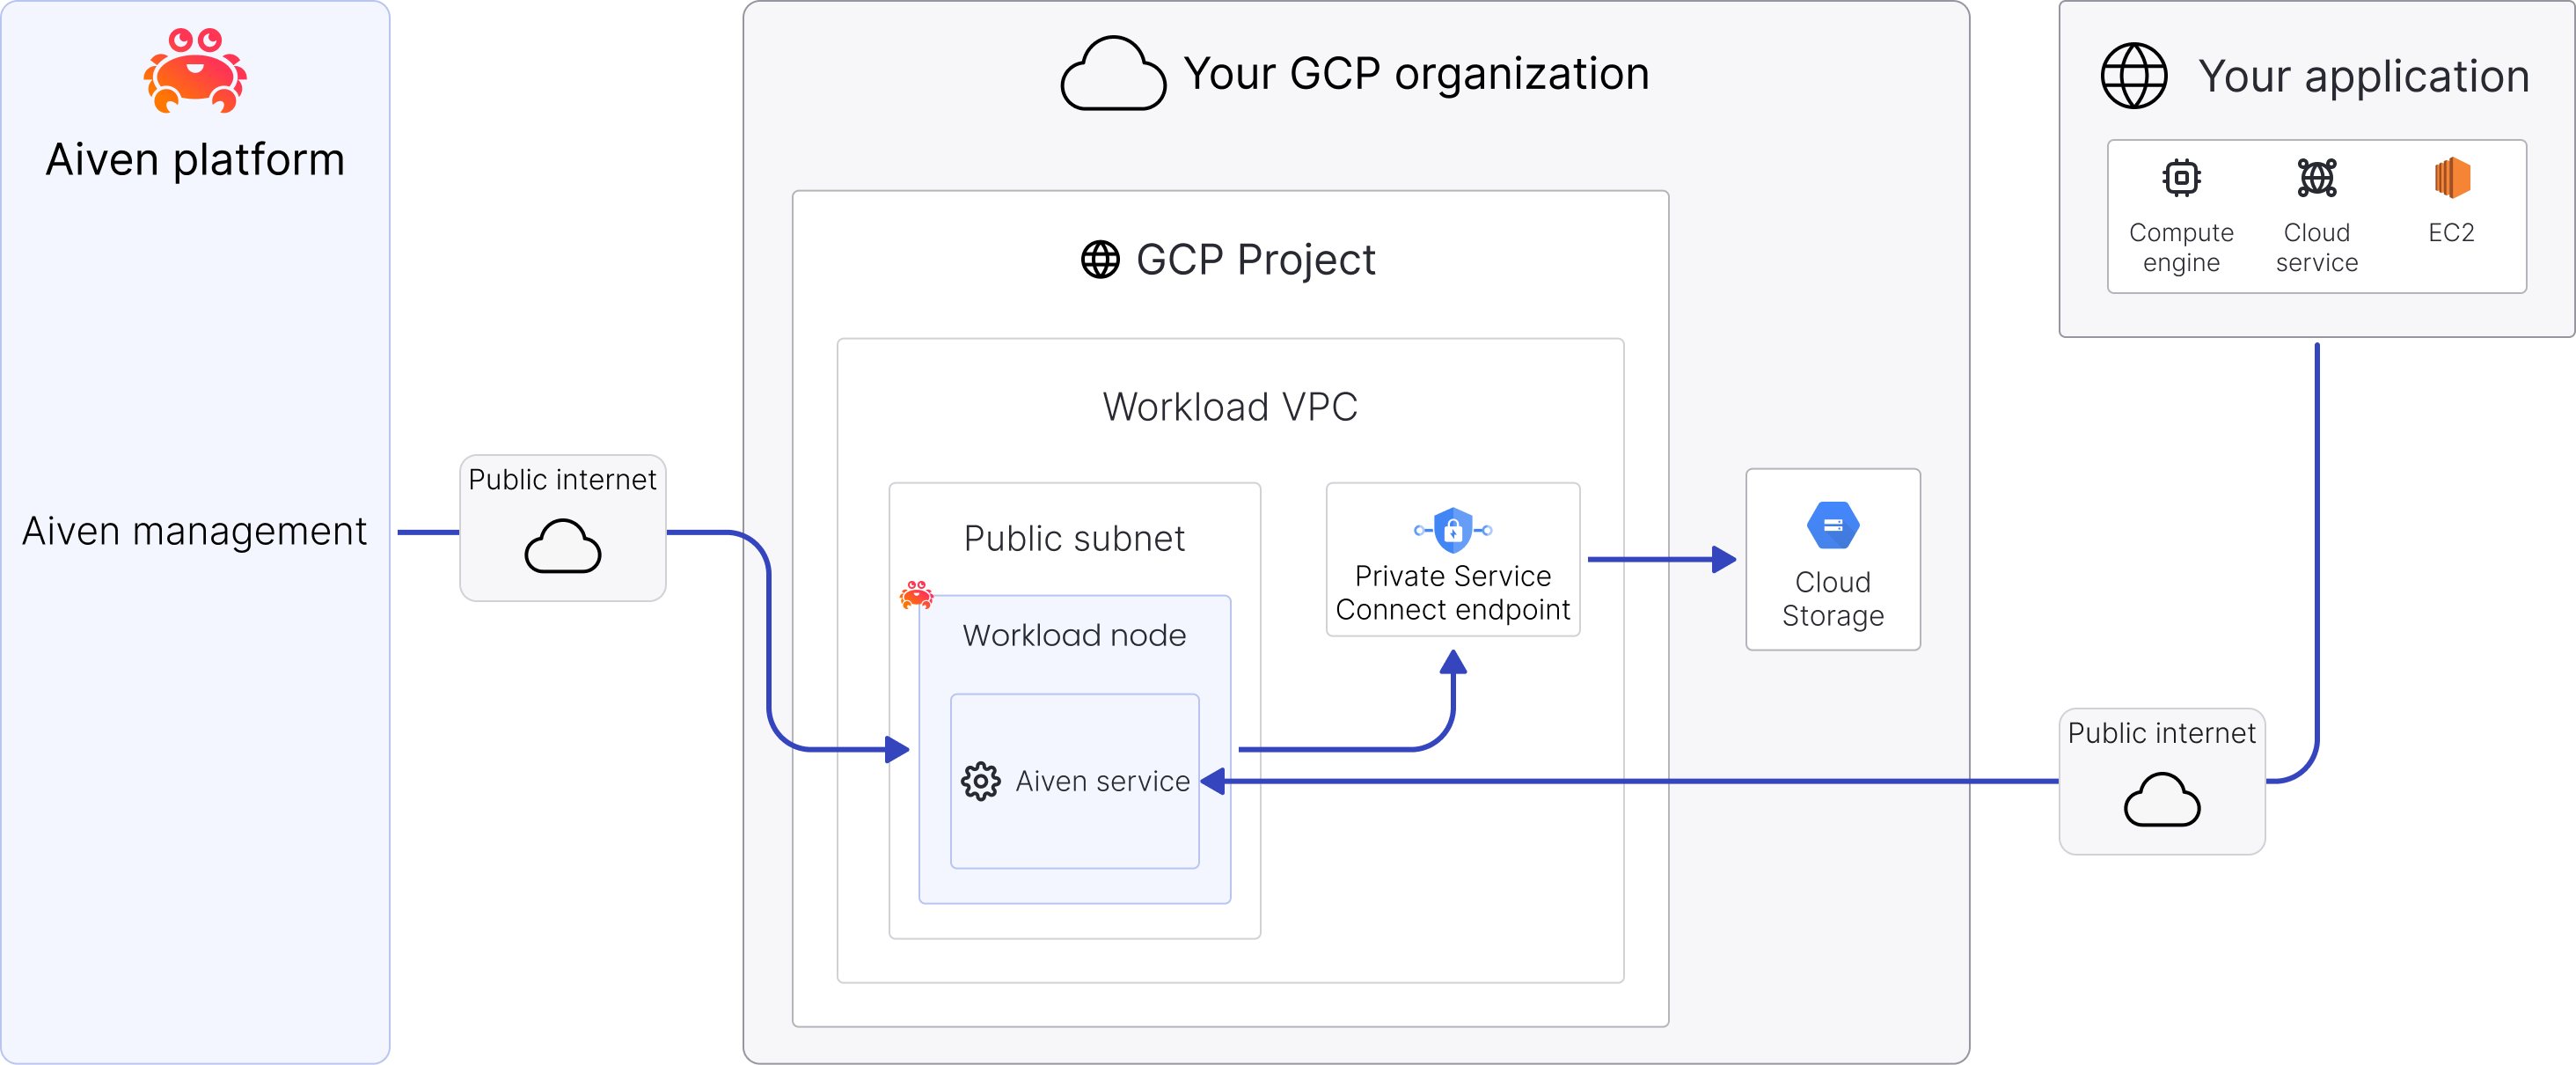 Aiven platform
Aiven management
Public internet
Your GCP organization
GCP Project
Workload VPC
Public subnet
Workload node
Aiven service
Private Service
Connect endpoint
Cloud
Storage
Your application
Compute
engine
Cloud
service
EC2
Public internet